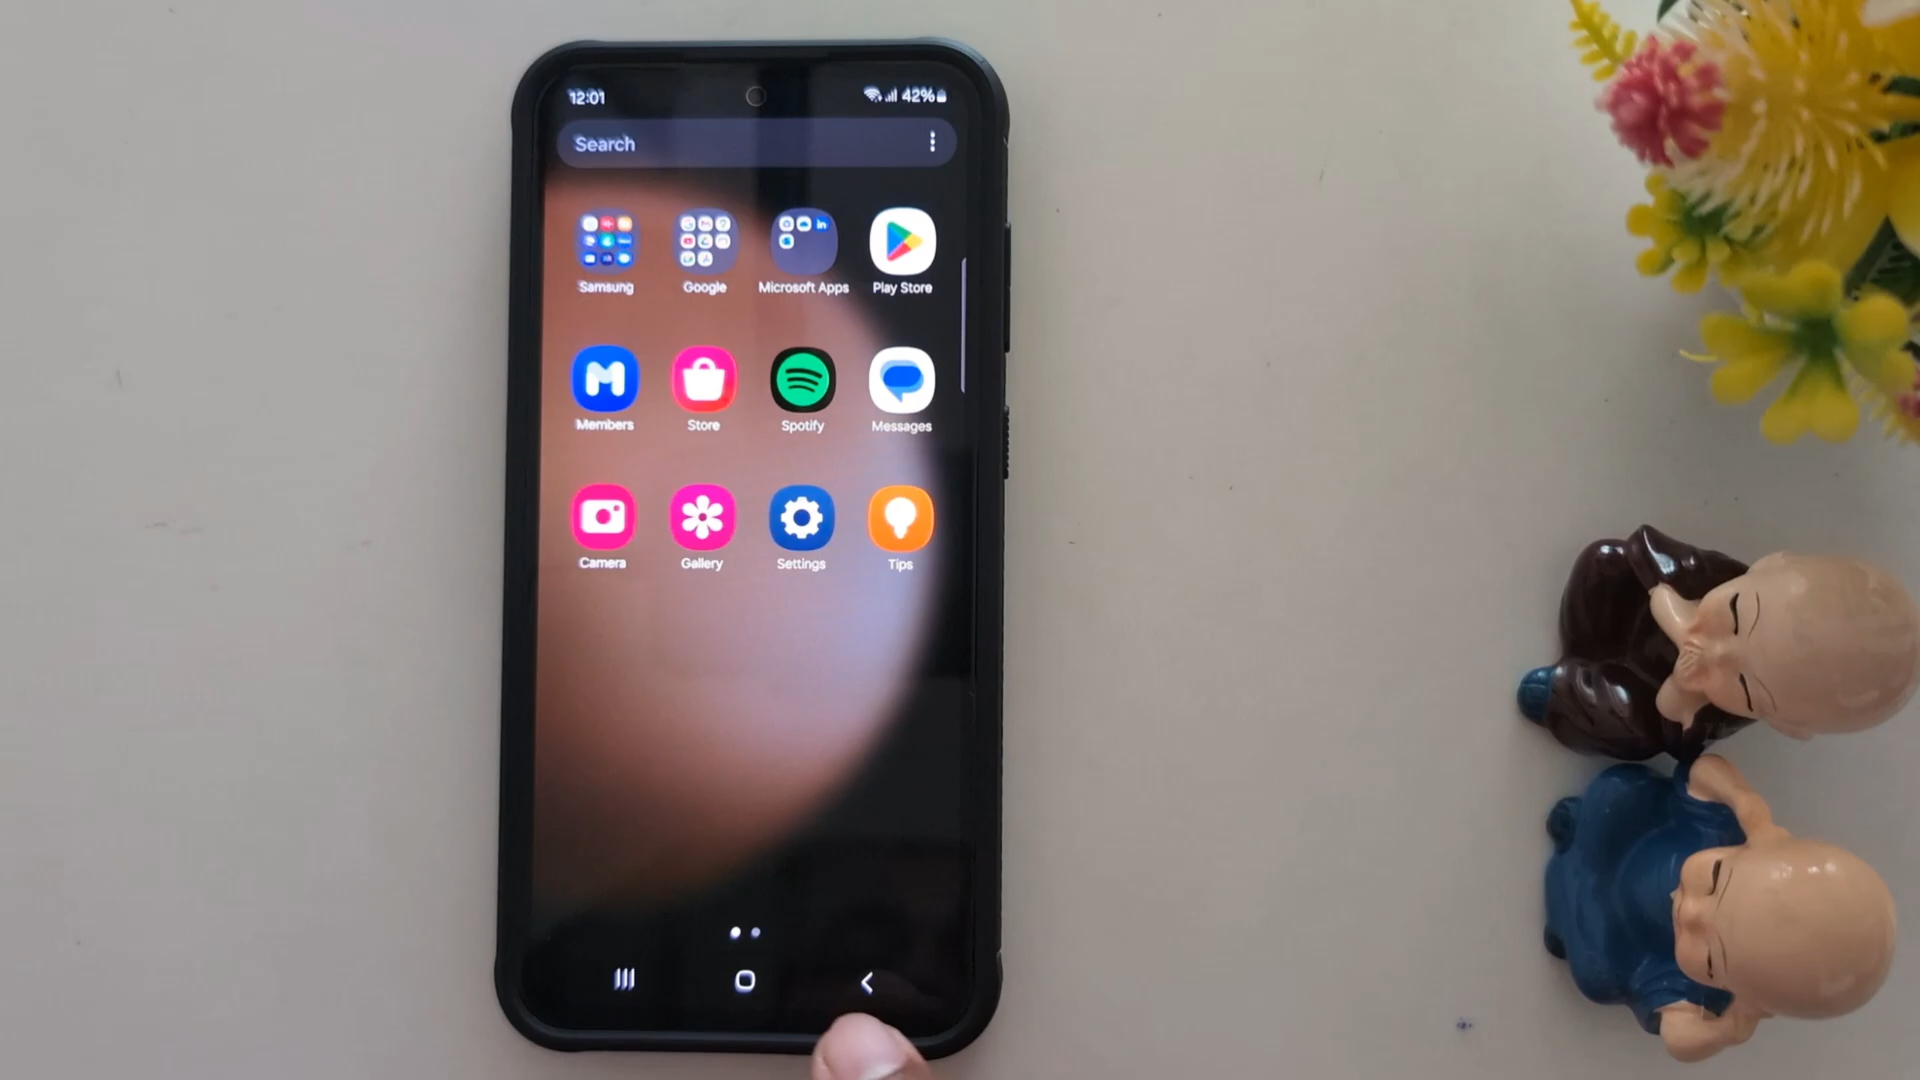 12:01 42%
Search
Samsung Google Microsoft Apps Play Store
Members Store Spotify Messages
Camera Gallery Settings Tips